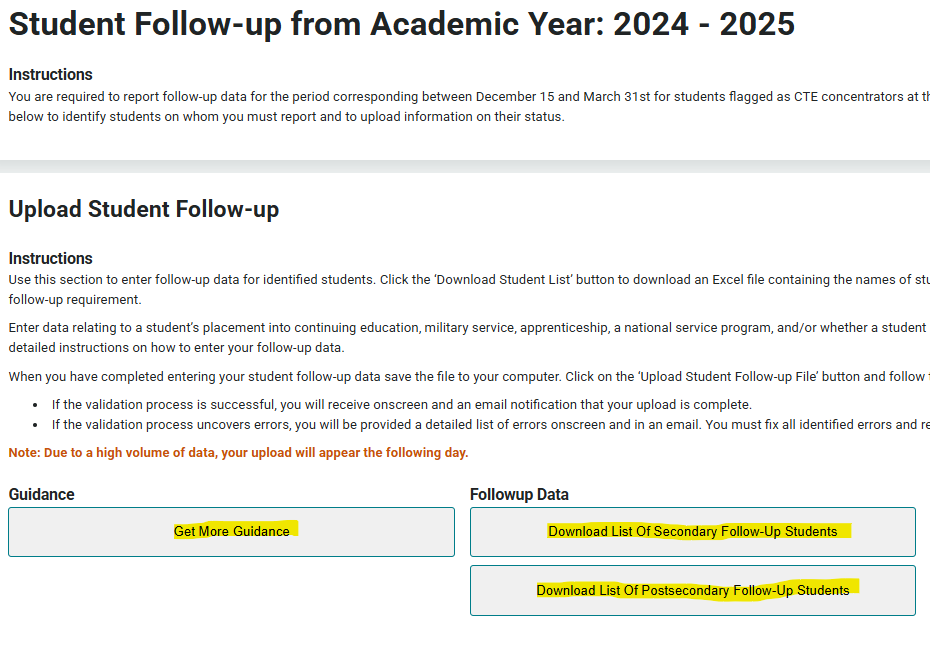 Student Follow-up from Academic Year: 2024 - 2025
Instructions
You are required to report follow-up data for the period corresponding between December 15 and March 31st for students flagged as CTE concentrators at
below to identify students on whom you must report and to upload information on their status.
Upload Student Follow-up
Instructions
Use this section to enter follow-up data for identified students. Click the ‘Download Student List’ button to download an Excel file containing the names of
follow-up requirement.
Enter data relating to a student’s placement into continuing education, military service, apprenticeship, a national service program, and/or whether a student
detailed instructions on how to enter your follow-up data.
When you have completed entering your student follow-up data save the file to your computer. Click on the ‘Upload Student Follow-up File’ button and follow
• If the validation process is successful, you will receive onscreen and an email notification that your upload is complete.
• If the validation process uncovers errors, you will be provided a detailed list of errors onscreen and in an email. You must fix all identified errors and
Note: Due to a high volume of data, your upload will appear the following day.
Guidance
Get More Guidance
Followup Data
Download List Of Secondary Follow-Up Students
Download List Of Postsecondary Follow-Up Students